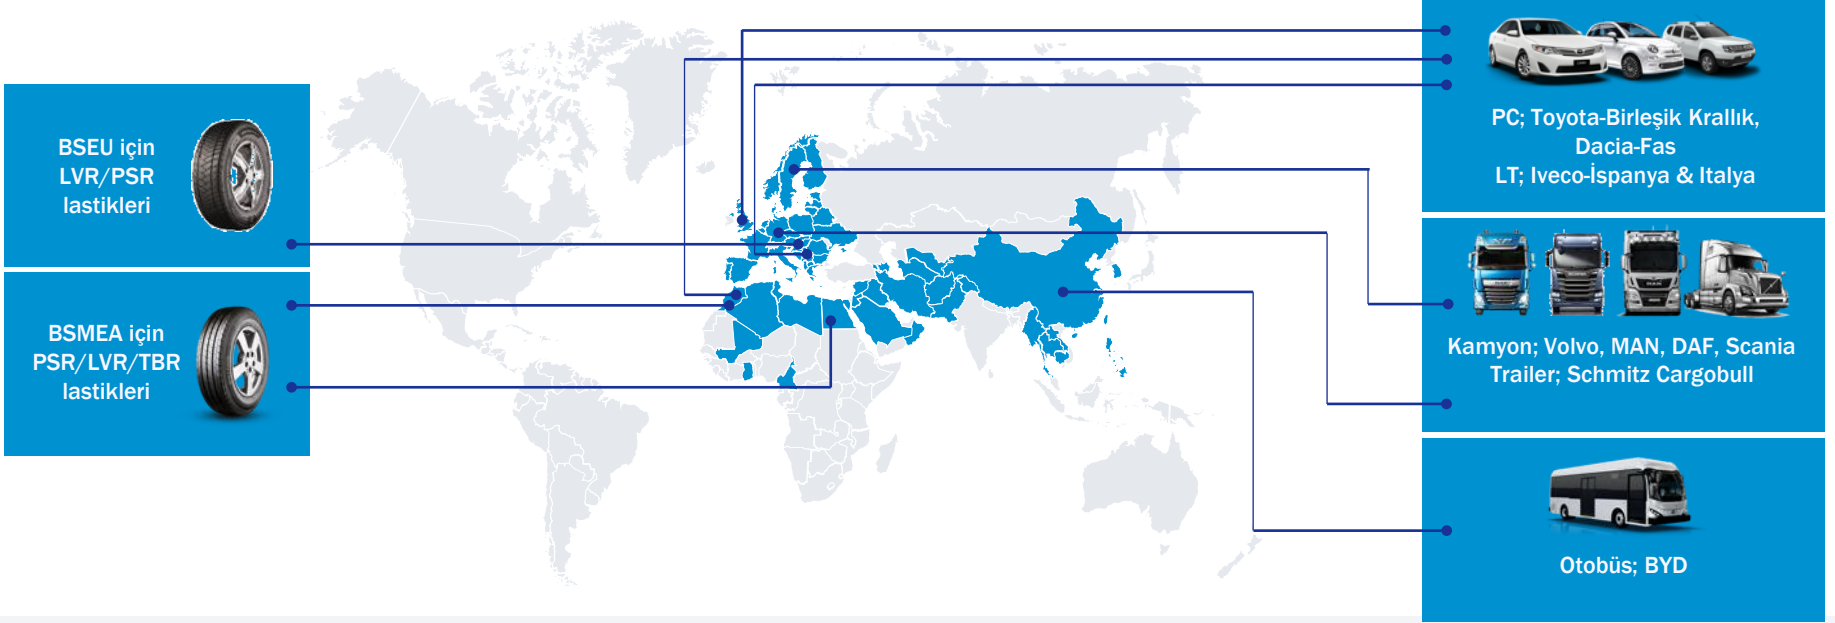 BSEU için
LVR/PSR
lastikleri
BSMEA için
PSR/LVR/TBR
lastikleri
PC; Toyota-Birleşik Krallık,
Dacia-Fas
LT; Iveco-İspanya & Italya
Kamyon; Volvo, MAN, DAF, Scania
Trailer; Schmitz Cargobull
Otobüs; BYD